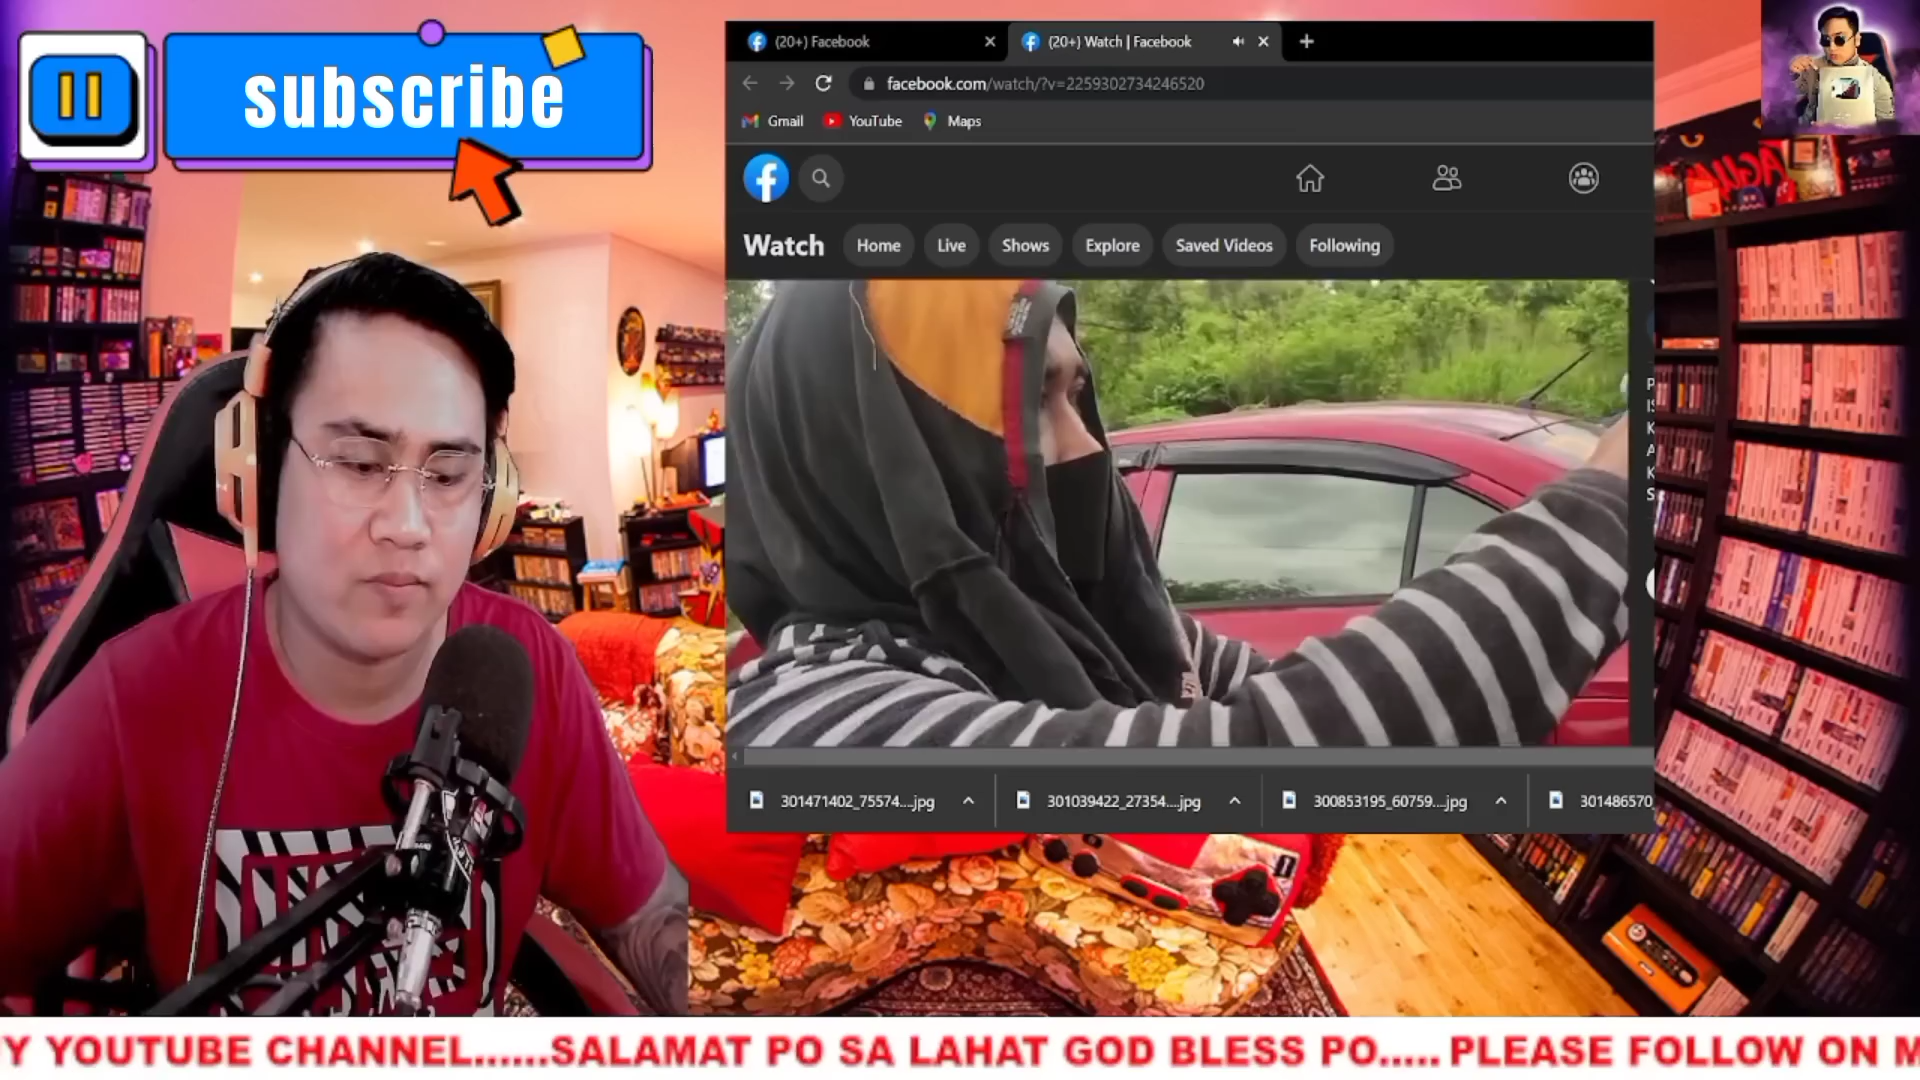 subscribe
(20+) Facebook
(20+) Watch | Facebook
facebook.com/watch/?v=2259302734246520
Gmail
YouTube
Maps
Watch
Home
Live
Shows
Explore
Saved Videos
Following
301471402_75574....jpg
301039422_27354....jpg
300853195_60759....jpg
301486570
Y YOUTUBE CHANNEL......SALAMAT PO SA LAHAT GOD BLESS PO..... PLEASE FOLLOW ON M